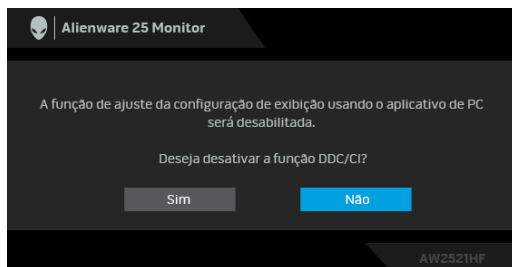 Alienware 25 Monitor
A função de ajuste da configuração de exibição usando o aplicativo de PC
será desabilitada.
Deseja desativar a função DDC/CI?
Sim
Não
AW2521HF